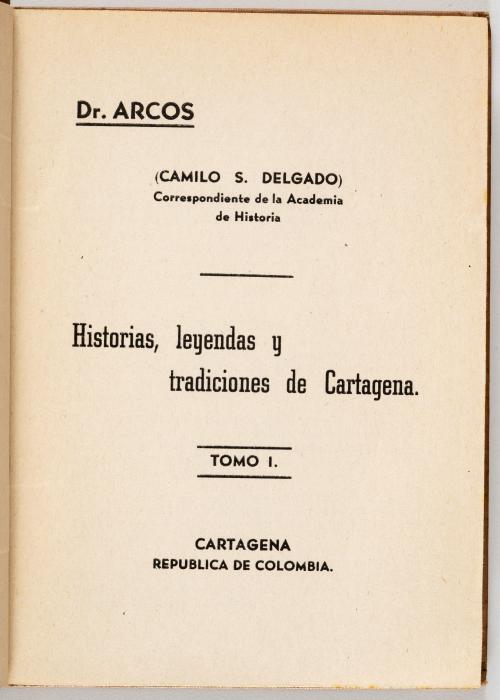 Dr. ARCOS
(CAMILO S. DELGADO)
Correspondiente de la Academia
de Historia
Historias, leyendas y
tradiciones de Cartagena.
TOMO I.
CARTAGENA
REPUBLICA DE COLOMBIA.